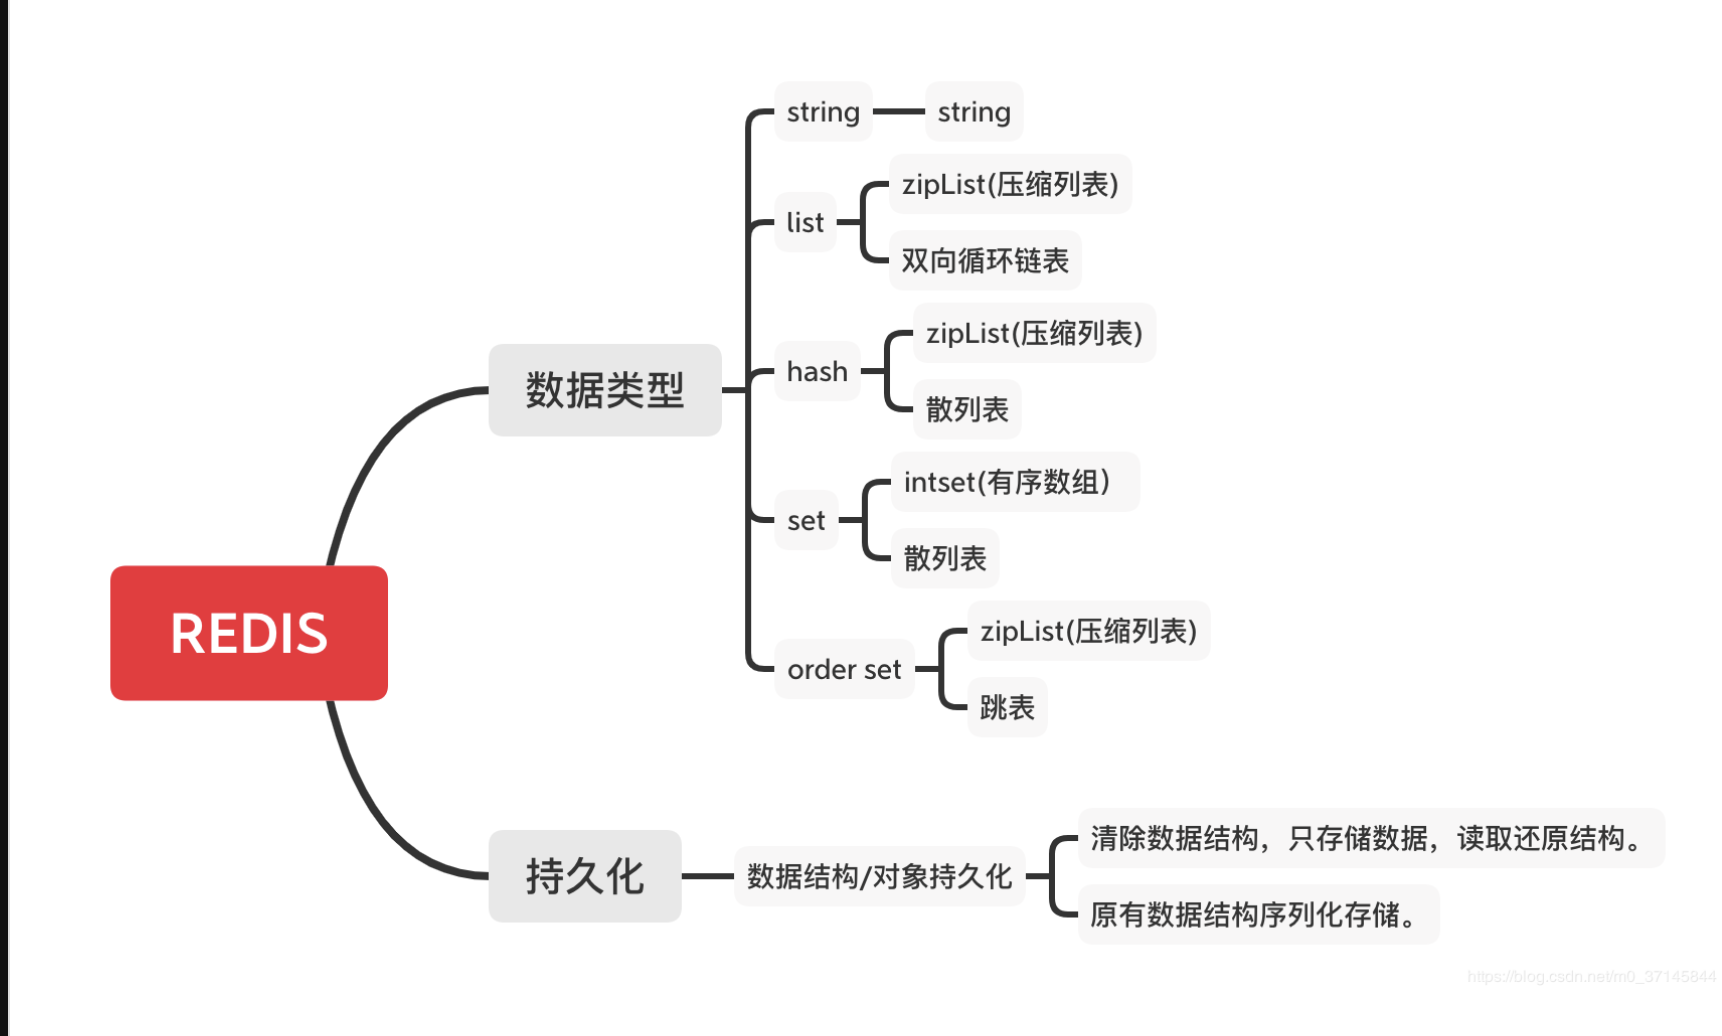 string
string
zipList(压缩列表)
list
双向循环链表
zipList(压缩列表)
hash
散列表
数据类型
intset(有序数组）
set
散列表
REDIS
zipList(压缩列表)
order set
跳表
清除数据结构，只存储数据，读取还原结构。
持久化
数据结构/对象持久化
原有数据结构序列化存储。
https://blog.csdn.net/m0_37145844